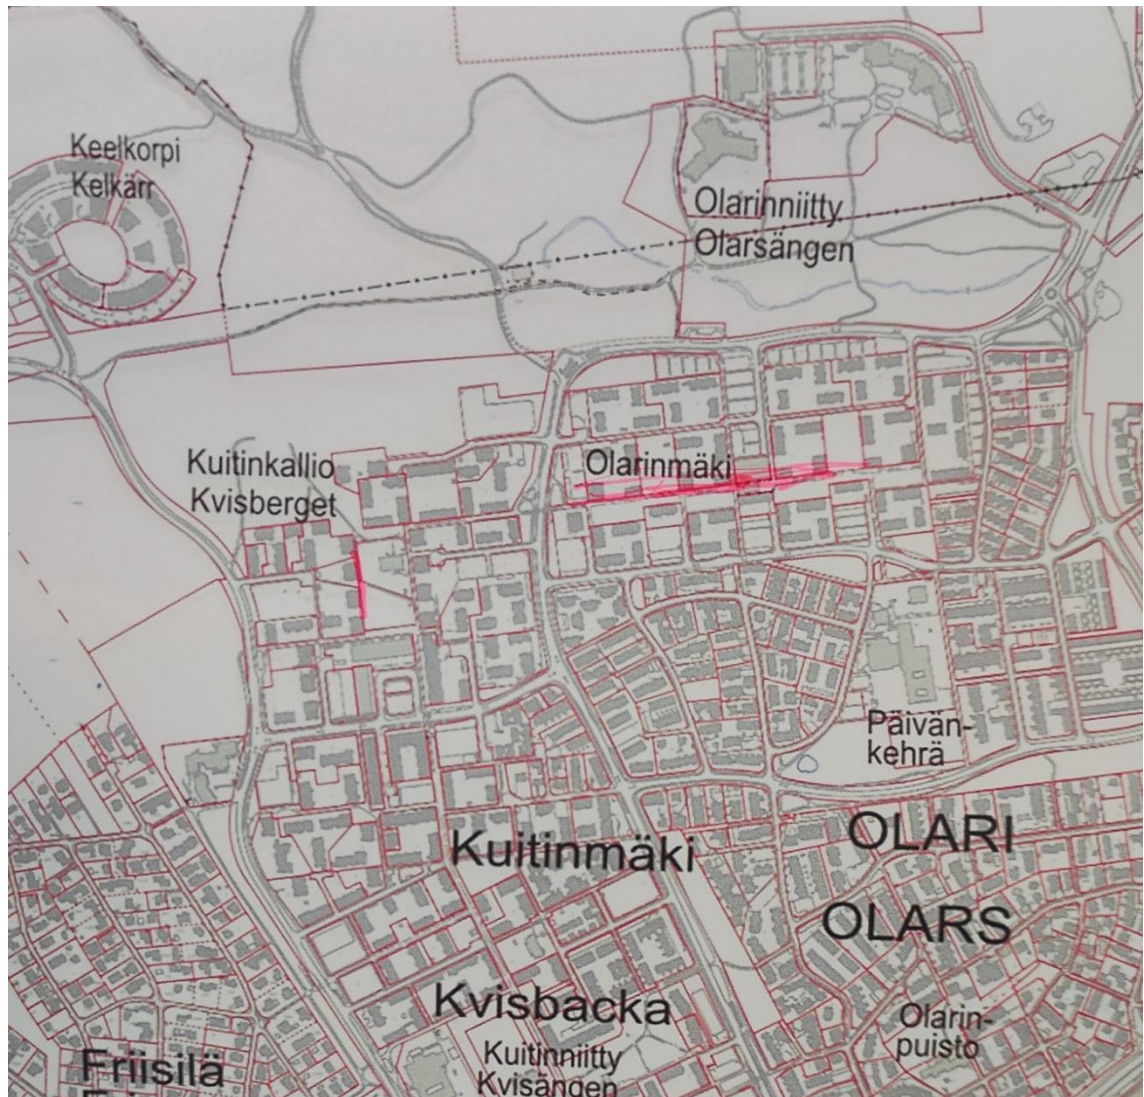 Keelkorpi
Kelkärr
Olarinniitty
Olarsängen
Kuitinkallio
Kvisberget
Olarinmäki
Päivän-
kehrä
Kuitinmäki
OLARI
OLARS
Kvisbacka
Olarin-
puisto
Kuitinniitty
Kvisängen
Friisilä